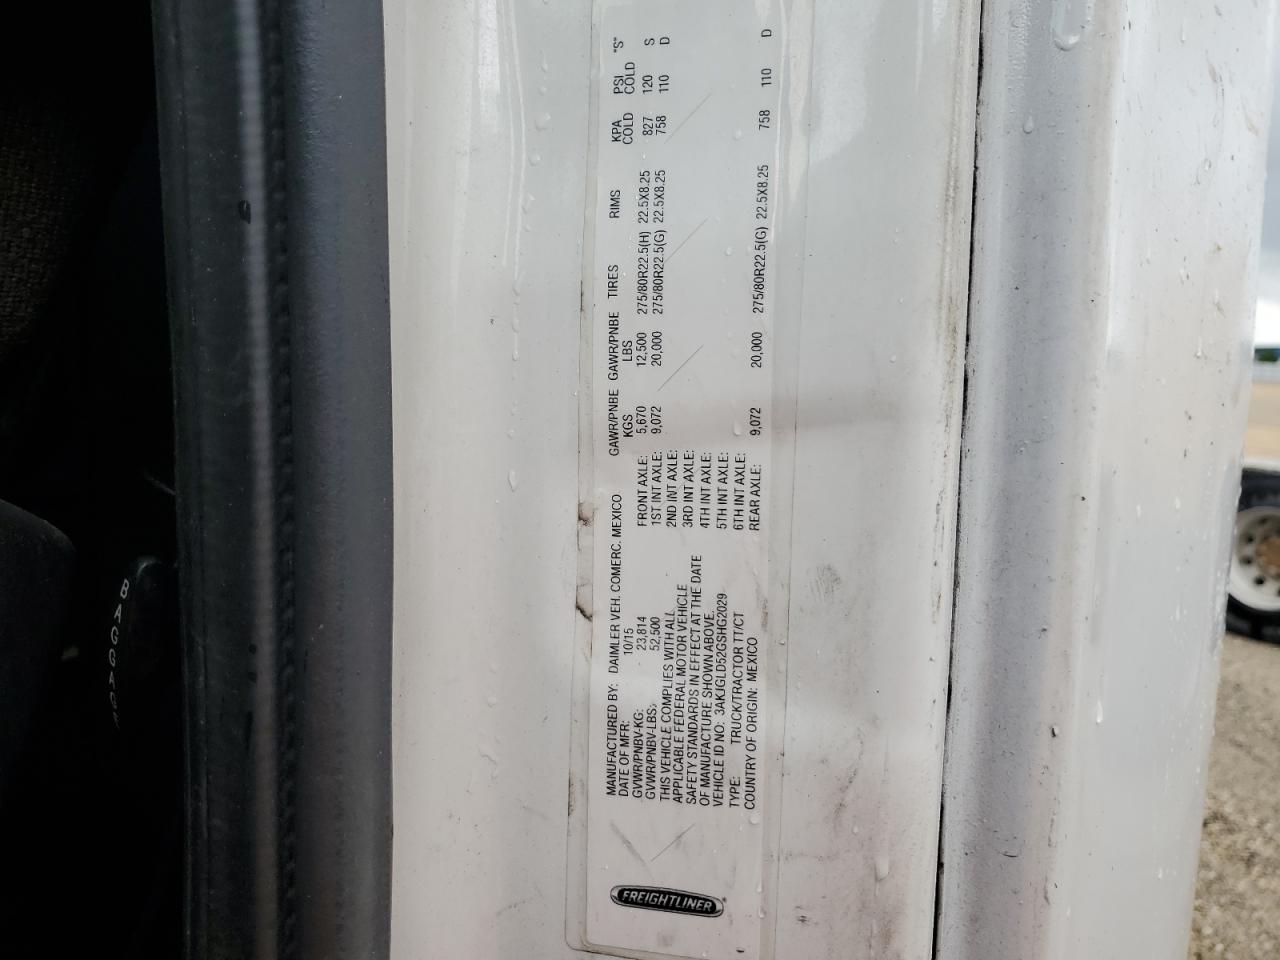 FREIGHTLINER
MANUFACTURED BY: DAIMLER VEH. COMERC. MEXICO
DATE OF MFR: 10/15
GVWR/PNBV-KG: 23,814
GVWR/PNBV-LBS: 52,500
THIS VEHICLE COMPLIES WITH ALL
APPLICABLE FEDERAL MOTOR VEHICLE
SAFETY STANDARDS IN EFFECT AT THE DATE
OF MANUFACTURE SHOWN ABOVE.
VEHICLE ID NO: 3AKJGLD52GSHG2029
TYPE: TRUCK/TRACTOR TT/CT
COUNTRY OF ORIGIN: MEXICO
GAWR/PNBE KGS GAWR/PNBE LBS TIRES RIMS KPA COLD PSI COLD "S"
FRONT AXLE: 5,670 12,500 275/80R22.5(H) 22.5X8.25 827 120 S
1ST INT AXLE: 9,072 20,000 275/80R22.5(G) 22.5X8.25 758 110 D
2ND INT AXLE:
3RD INT AXLE:
4TH INT AXLE:
5TH INT AXLE:
6TH INT AXLE:
REAR AXLE: 9,072 20,000 275/80R22.5(G) 22.5X8.25 758 110 D